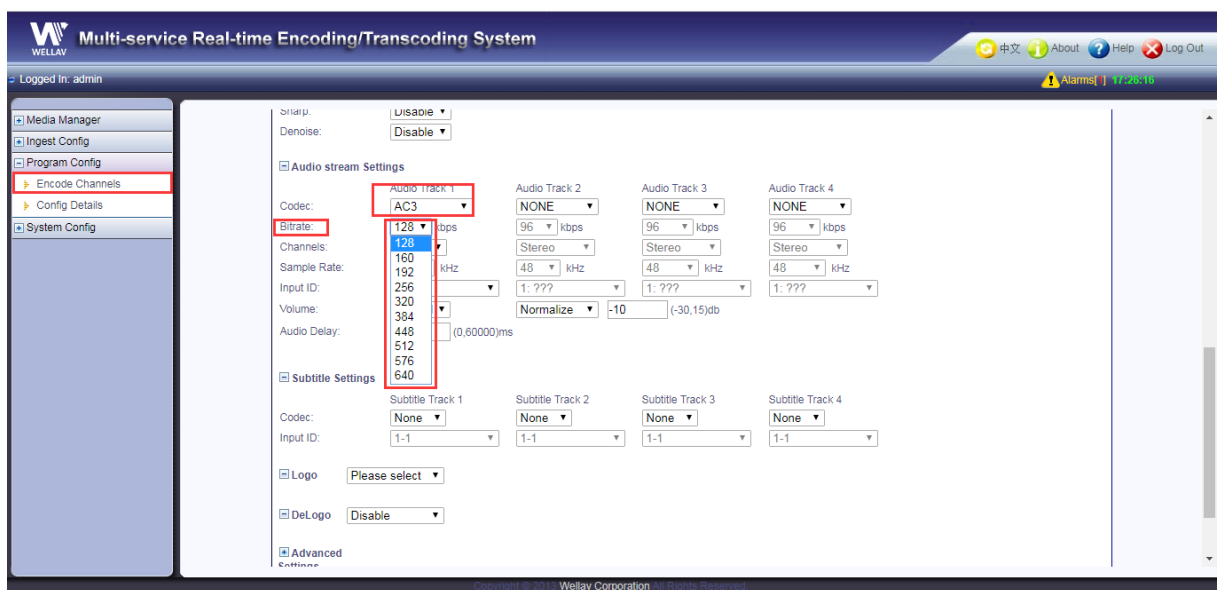 WELLAV
Multi-service Real-time Encoding/Transcoding System
中文 About Help Log Out
Logged In: admin
Alarms[1] 17:26:16
Media Manager
Ingest Config
Program Config
Encode Channels
Config Details
System Config
Sharp: Disable
Denoise: Disable
Audio stream Settings
Audio Track 1 Audio Track 2 Audio Track 3 Audio Track 4
Codec: AC3 NONE NONE NONE
Bitrate: 128 kbps 96 kbps 96 kbps 96 kbps
128
160
192
256
320
384
448
512
576
640
Channels: Stereo Stereo Stereo
Sample Rate: kHz 48 kHz 48 kHz 48 kHz
Input ID: 1: ??? 1: ??? 1: ???
Volume: Normalize -10 (-30,15)db
Audio Delay: (0,60000)ms
Subtitle Settings
Subtitle Track 1 Subtitle Track 2 Subtitle Track 3 Subtitle Track 4
Codec: None None None None
Input ID: 1-1 1-1 1-1 1-1
Logo Please select
DeLogo Disable
Advanced
Settings
Copyright © 2013 Wellav Corporation All Rights Reserved